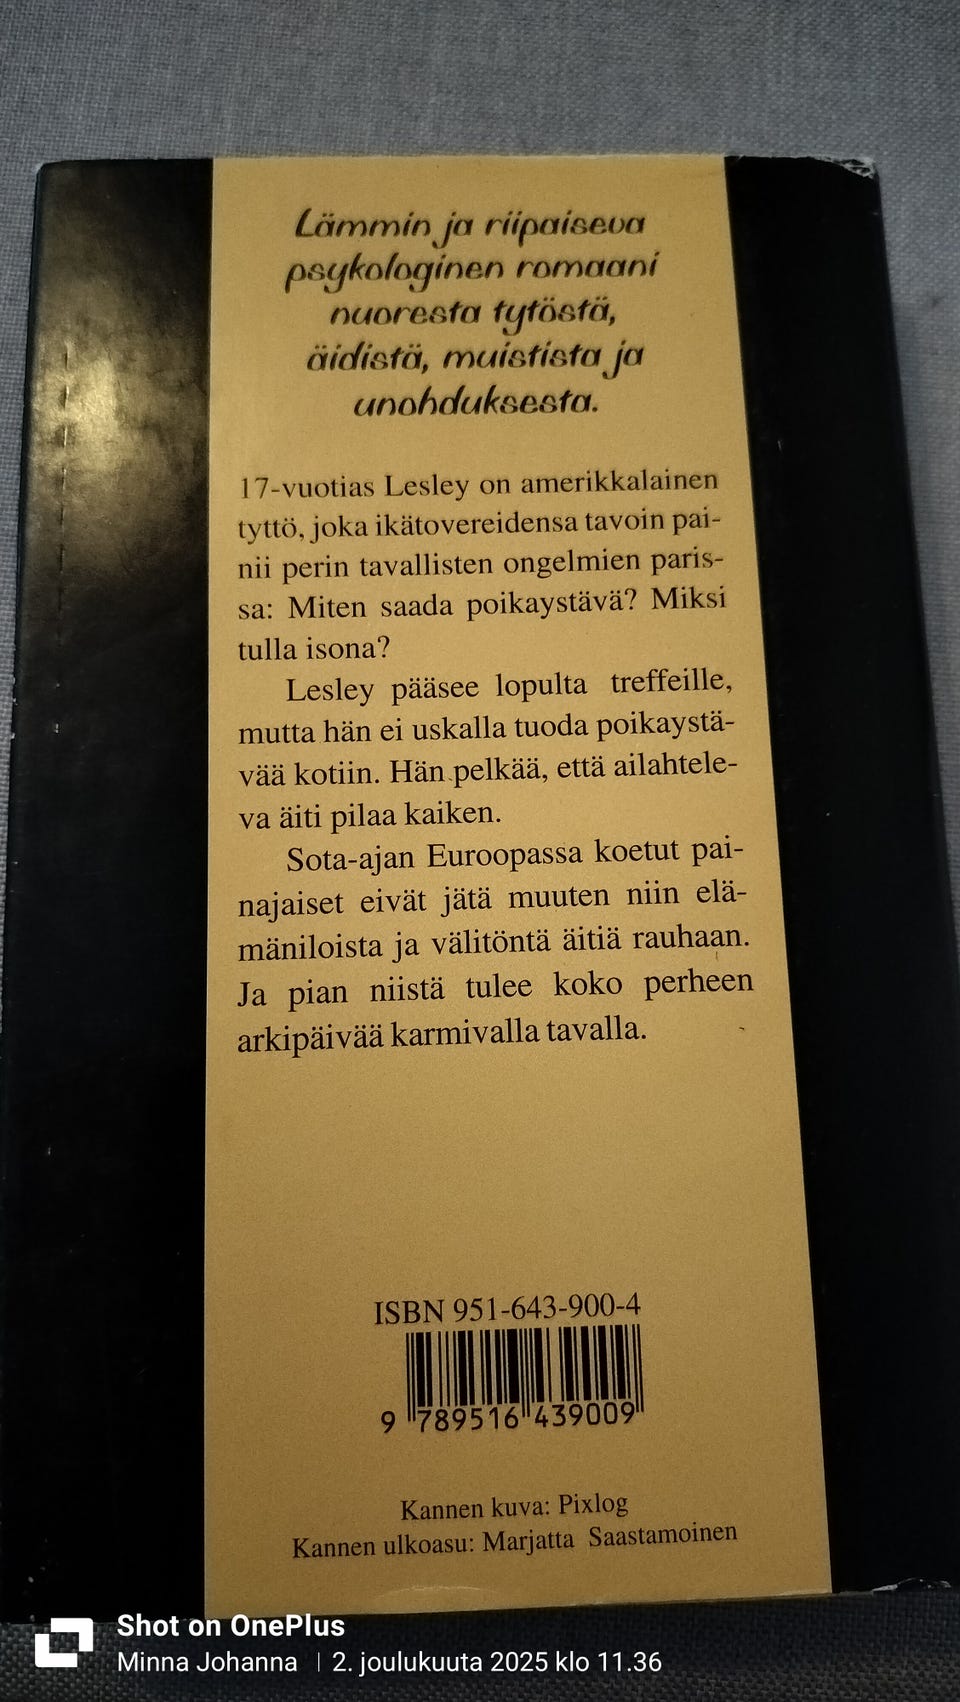 Lämmin ja riipaiseva
psykologinen romaani
nuoresta tytöstä,
äidistä, muistista ja
unohduksesta.
17-vuotias Lesley on amerikkalainen
tyttö, joka ikätovereidensa tavoin pai-
nii perin tavallisten ongelmien paris-
sa: Miten saada poikaystävä? Miksi
tulla isona?
Lesley pääsee lopulta treffeille,
mutta hän ei uskalla tuoda poikaystä-
vää kotiin. Hän pelkää, että ailahtele-
va äiti pilaa kaiken.
Sota-ajan Euroopassa koetut pai-
najaiset eivät jätä muuten niin elä-
mäniloista ja välitöntä äitiä rauhaan.
Ja pian niistä tulee koko perheen
arkipäivää karmivalla tavalla.
ISBN 951-643-900-4
9 789516 439009
Kannen kuva: Pixlog
Kannen ulkoasu: Marjatta Saastamoinen
Shot on OnePlus
Minna Johanna | 2. joulukuuta 2025 klo 11.36